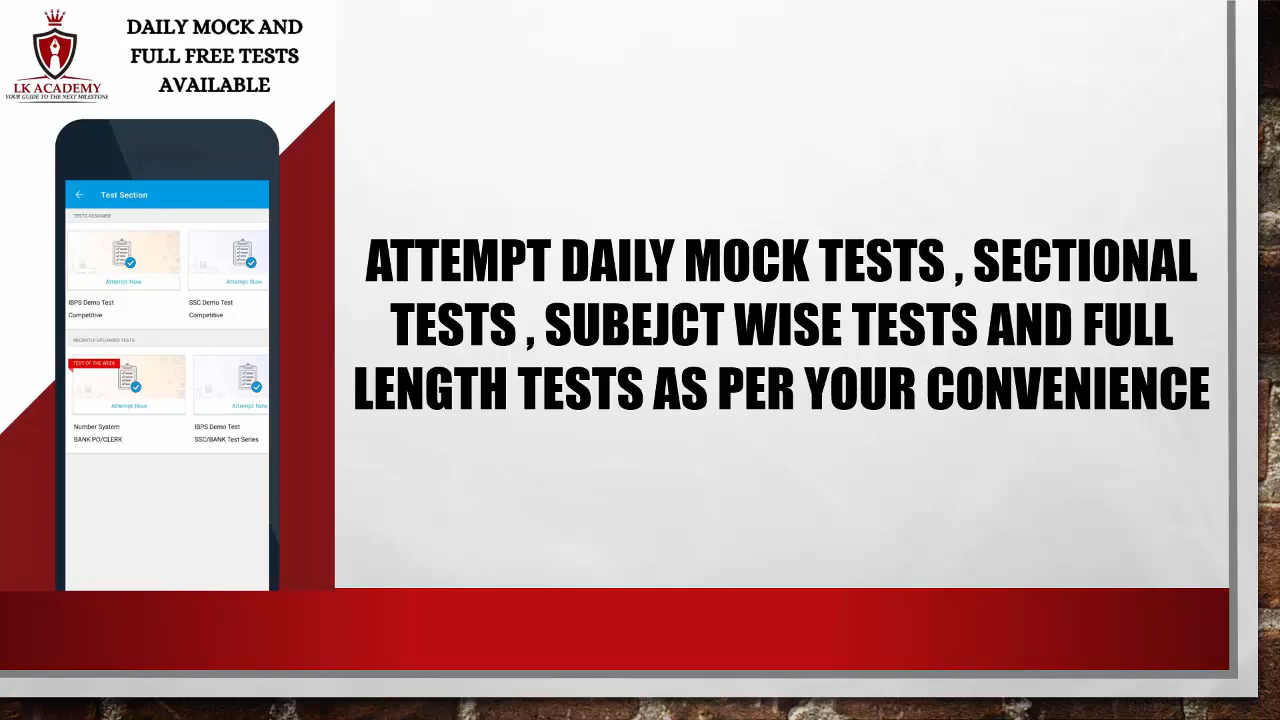 DAILY MOCK AND
FULL FREE TESTS
AVAILABLE
LK ACADEMY
YOUR GUIDE TO THE NEXT MILESTONE
Test Section
TESTS ASSIGNED
Attempt Now
Attempt Now
IBPS Demo Test
SSC Demo Test
Competitive
Competitive
RECENTLY UPLOADED TESTS
TEST OF THE WEEK
Attempt Now
Attempt Now
Number System
IBPS Demo Test
BANK PO/CLERK
SSC/BANK Test Series
ATTEMPT DAILY MOCK TESTS , SECTIONAL
TESTS , SUBEJCT WISE TESTS AND FULL
LENGTH TESTS AS PER YOUR CONVENIENCE